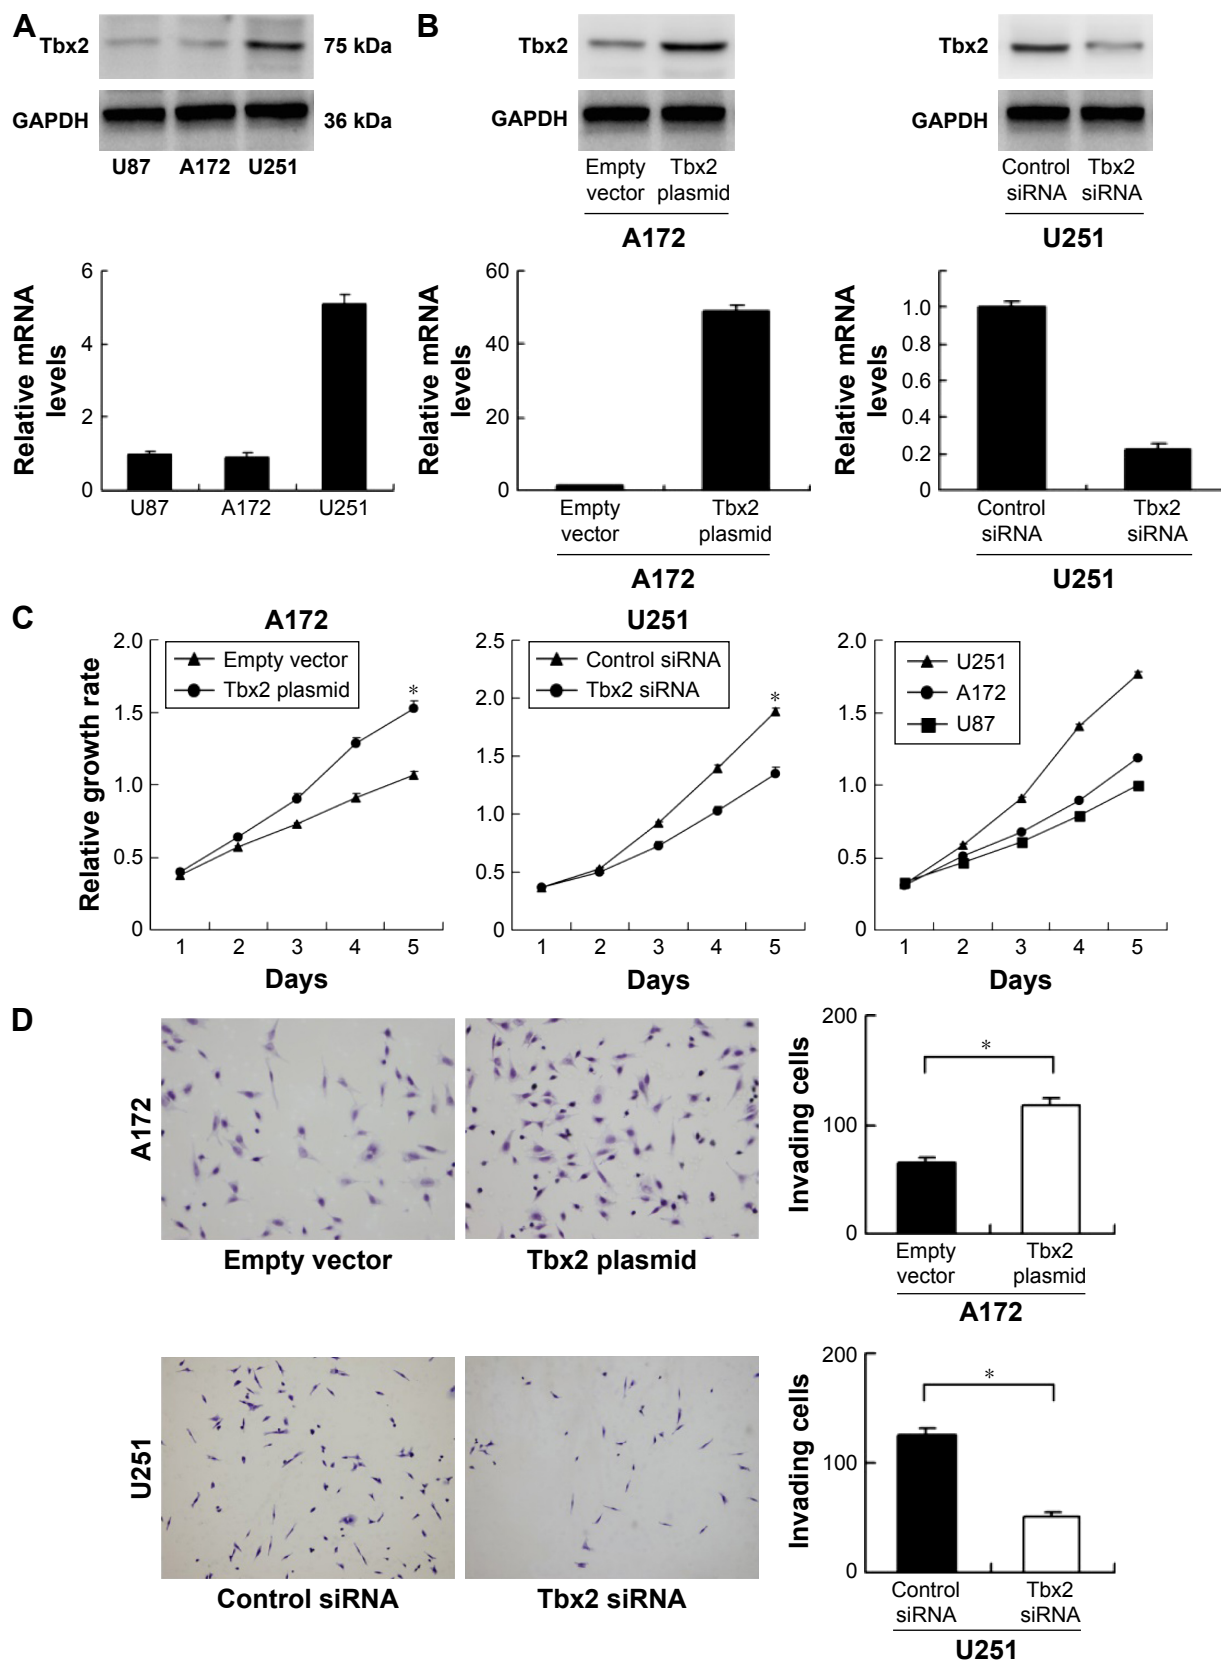 A
Tbx2
75 kDa
GAPDH
36 kDa
U87 A172 U251
Relative mRNA
levels
6
4
2
0
U87 A172 U251
B
Tbx2
GAPDH
Empty
vector
Tbx2
plasmid
A172
Tbx2
GAPDH
Control
siRNA
Tbx2
siRNA
U251
Relative mRNA
levels
60
40
20
0
Empty
vector
Tbx2
plasmid
A172
Relative mRNA
levels
1.0
0.8
0.6
0.4
0.2
0
Control
siRNA
Tbx2
siRNA
U251
C
A172
Relative growth rate
2.0
1.5
1.0
0.5
0
Empty vector
Tbx2 plasmid
*
1 2 3 4 5
Days
U251
2.5
2.0
1.5
1.0
0.5
0
Control siRNA
Tbx2 siRNA
*
1 2 3 4 5
Days
2.0
1.5
1.0
0.5
0
U251
A172
U87
1 2 3 4 5
Days
D
A172
Empty vector
Tbx2 plasmid
Invading cells
200
100
0
*
Empty
vector
Tbx2
plasmid
A172
U251
Control siRNA
Tbx2 siRNA
Invading cells
200
100
0
*
Control
siRNA
Tbx2
siRNA
U251